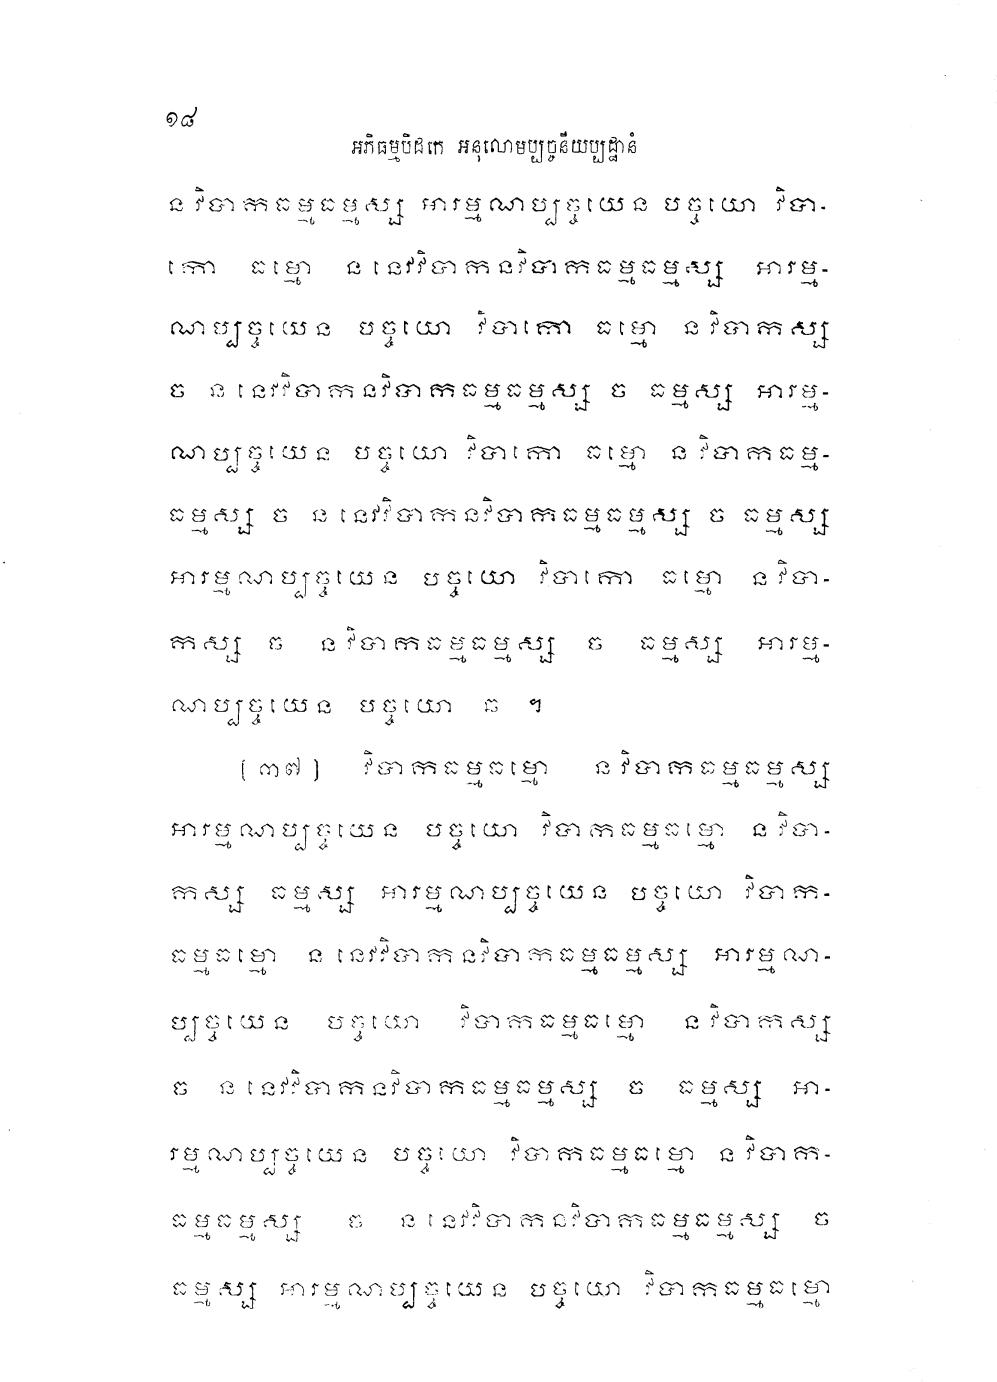 ១៨
អភិធម្មបិដកេ អនុលោមប្បច្ចនីយប្បដ្ឋានំ
នវិបាកធម្មធម្មស្ស អារម្មណប្បច្ចយេន បច្ចយោ វិបា-
កោ ធម្មោ ន នេវវិបាកនវិបាកធម្មធម្មស្ស អារម្ម-
ណប្បច្ចយេន បច្ចយោ វិបាកោ ធម្មោ នវិបាកស្ស
ច ន នេវវិបាកនវិបាកធម្មធម្មស្ស ច ធម្មស្ស អារម្ម-
ណប្បច្ចយេន បច្ចយោ វិបាកោ ធម្មោ នវិបាកធម្ម-
ធម្មស្ស ច ន នេវវិបាកនវិបាកធម្មធម្មស្ស ច ធម្មស្ស
អារម្មណប្បច្ចយេន បច្ចយោ វិបាកោ ធម្មោ នវិបា-
កស្ស ច នវិបាកធម្មធម្មស្ស ច ធម្មស្ស អារម្ម-
ណប្បច្ចយេន បច្ចយោ ៦ ។
[៣៧] វិបាកធម្មធម្មោ នវិបាកធម្មធម្មស្ស
អារម្មណប្បច្ចយេន បច្ចយោ វិបាកធម្មធម្មោ នវិបា-
កស្ស ធម្មស្ស អារម្មណប្បច្ចយេន បច្ចយោ វិបាក-
ធម្មធម្មោ ន នេវវិបាកនវិបាកធម្មធម្មស្ស អារម្មណ-
ប្បច្ចយេន បច្ចយោ វិបាកធម្មធម្មោ នវិបាកស្ស
ច ន នេវវិបាកនវិបាកធម្មធម្មស្ស ច ធម្មស្ស អា-
រម្មណប្បច្ចយេន បច្ចយោ វិបាកធម្មធម្មោ នវិបាក-
ធម្មធម្មស្ស ច ន នេវវិបាកនវិបាកធម្មធម្មស្ស ច
ធម្មស្ស អារម្មណប្បច្ចយេន បច្ចយោ វិបាកធម្មធម្មោ